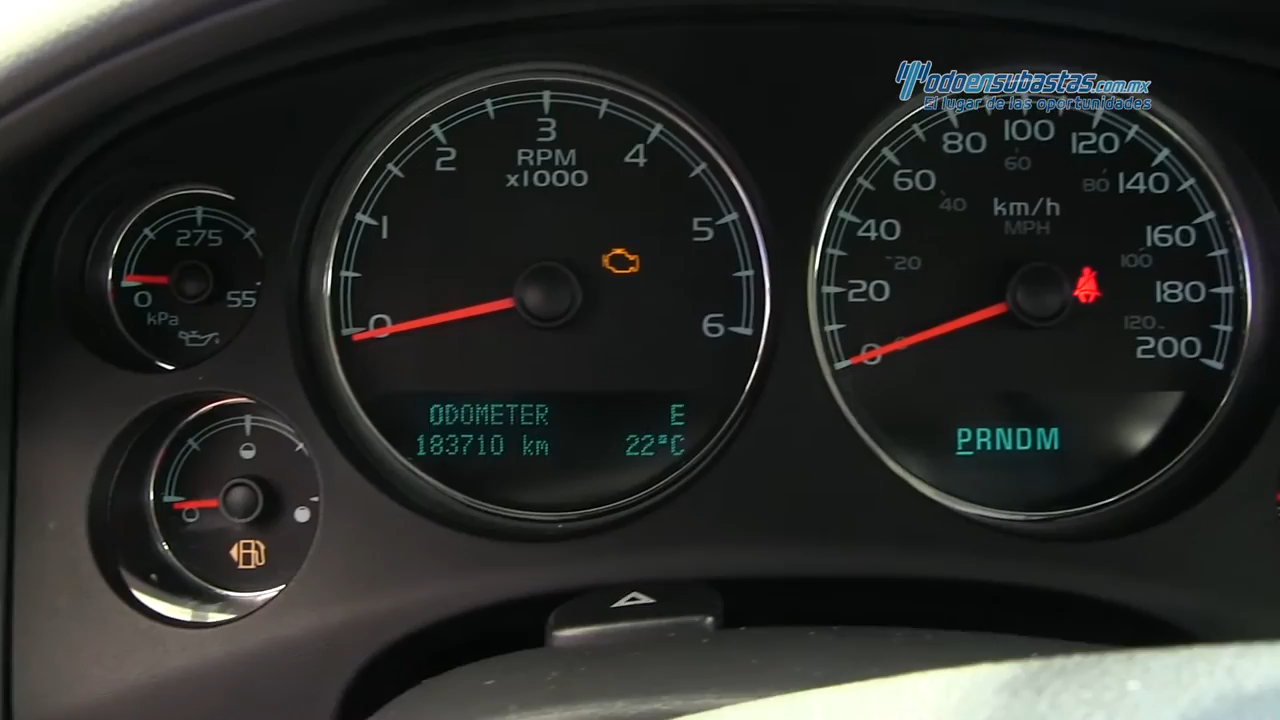 Todoensubastas.com.mx
El lugar de las oportunidades
275
0
55
kPa
0
1
2
3
4
5
6
RPM
x1000
ODOMETER E
183710 km 22°C
0
20
40
60
80
100
120
140
160
180
200
20
40
60
80
100
120
km/h
MPH
PRNDM